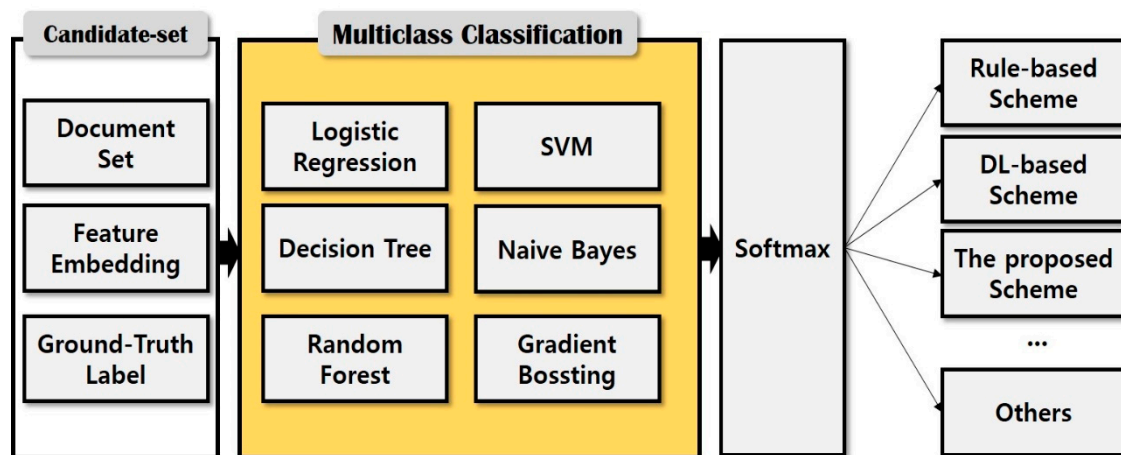 Candidate-set
Document
Set
Feature
Embedding
Ground-Truth
Label
Multiclass Classification
Logistic
Regression
SVM
Decision Tree
Naive Bayes
Random
Forest
Gradient
Bossting
Softmax
Rule-based
Scheme
DL-based
Scheme
The proposed
Scheme
...
Others